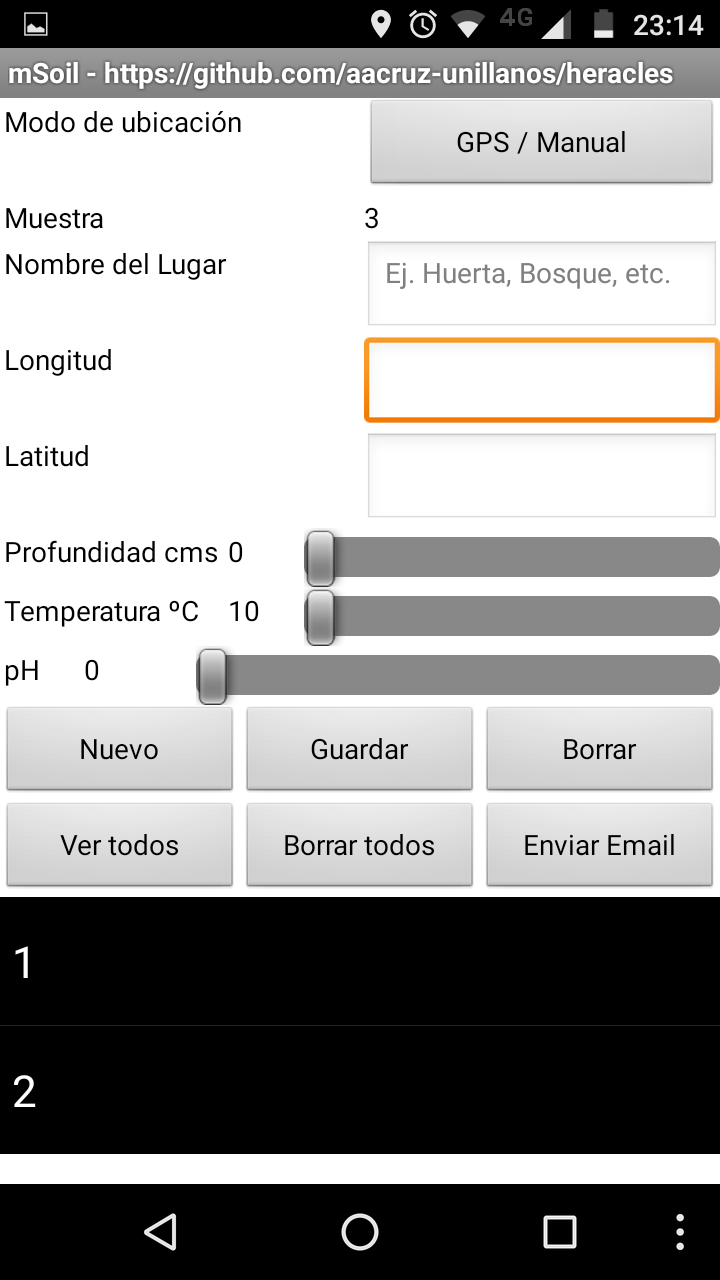 4G 23:14
mSoil - https://github.com/aacruz-unillanos/heracles
Modo de ubicación GPS / Manual
Muestra 3
Nombre del Lugar Ej. Huerta, Bosque, etc.
Longitud
Latitud
Profundidad cms 0
Temperatura ºC 10
pH 0
Nuevo Guardar Borrar
Ver todos Borrar todos Enviar Email
1
2